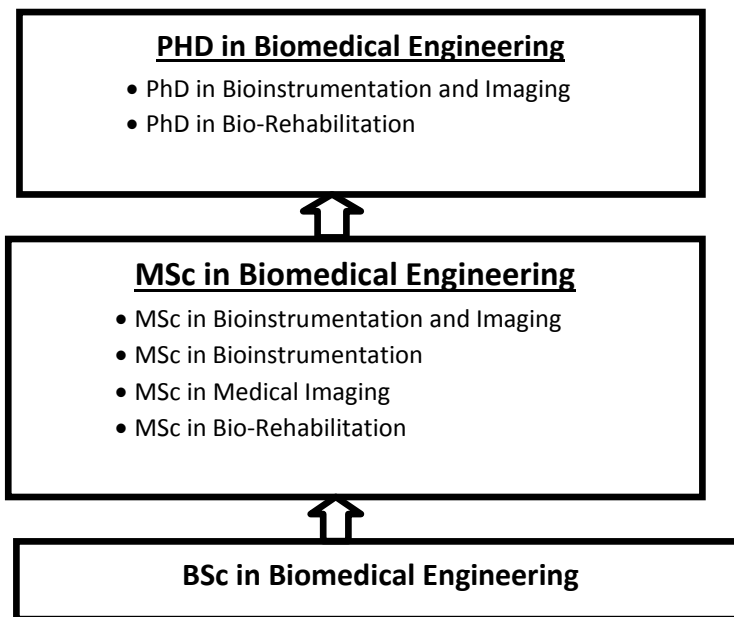 PHD in Biomedical Engineering
• PhD in Bioinstrumentation and Imaging
• PhD in Bio-Rehabilitation
MSc in Biomedical Engineering
• MSc in Bioinstrumentation and Imaging
• MSc in Bioinstrumentation
• MSc in Medical Imaging
• MSc in Bio-Rehabilitation
BSc in Biomedical Engineering